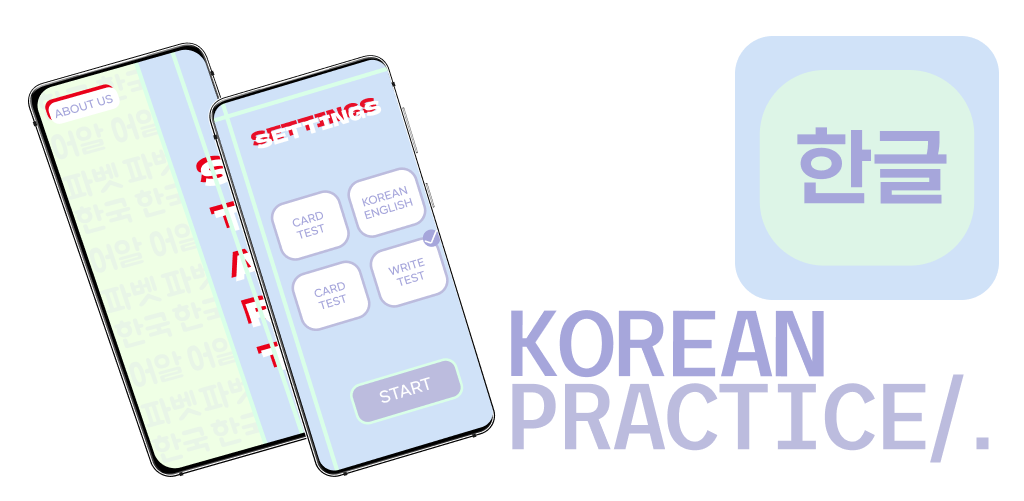 ABOUT US
어알 어알
파벳 파벳
한국 한국
어알 어알
파벳 파벳
한국 한국
어알 어알
파벳 파벳
한국 한국
START
SETTINGS
CARD
TEST
KOREAN
ENGLISH
CARD
TEST
WRITE
TEST
START
한글
KOREAN
PRACTICE/.